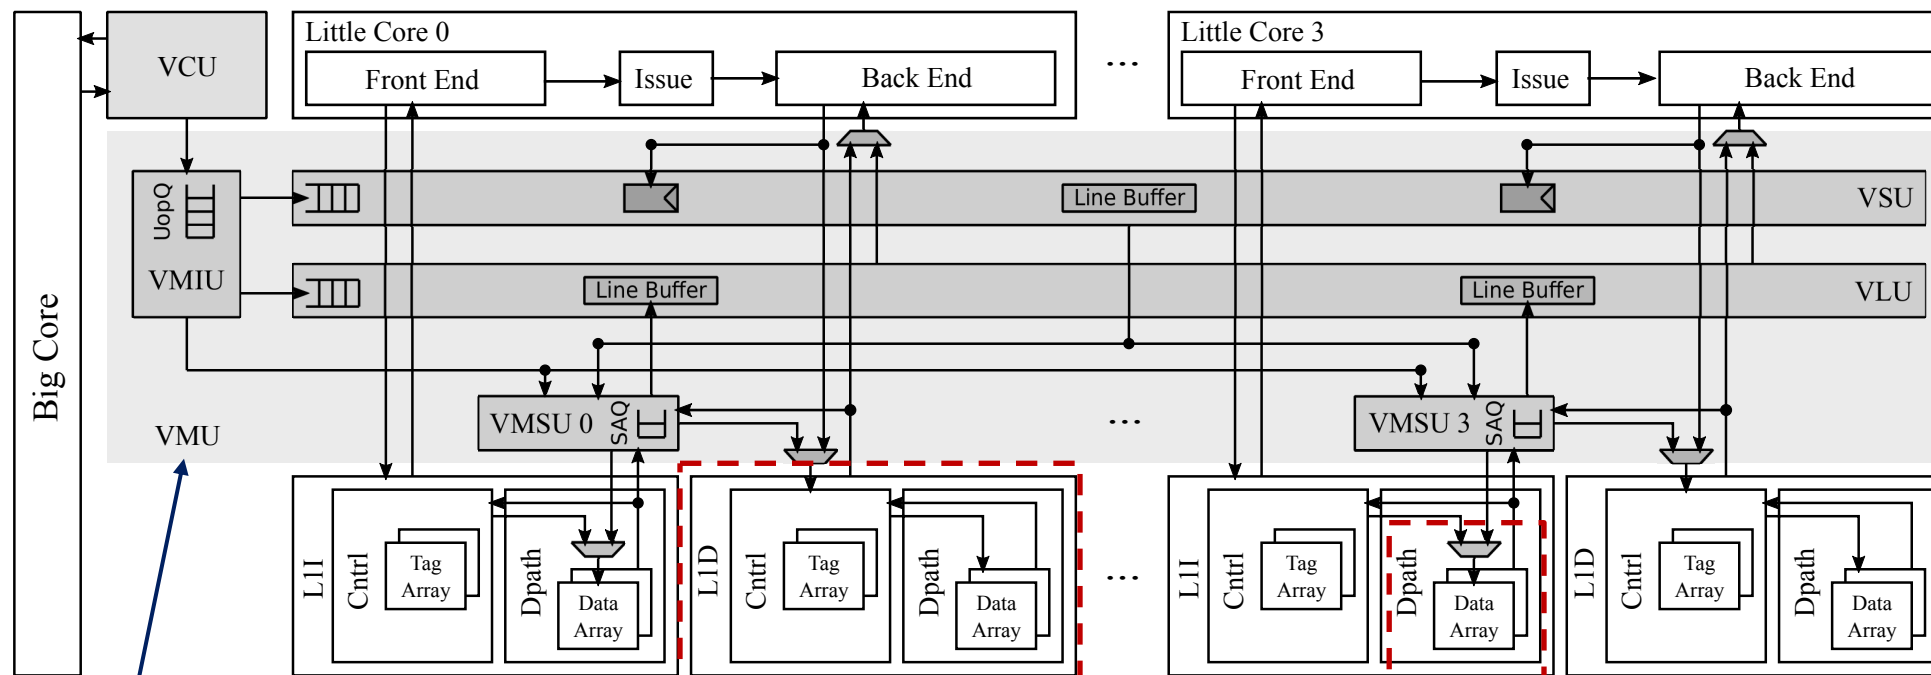 Big Core
VCU
Little Core 0
Front End
Issue
Back End
...
Little Core 3
Front End
Issue
Back End
UopQ
VMIU
Line Buffer
VSU
Line Buffer
Line Buffer
VLU
VMU
VMSU 0
SAQ
...
VMSU 3
SAQ
L1I
Cntrl
Tag
Array
Dpath
Data
Array
L1D
Cntrl
Tag
Array
Dpath
Data
Array
...
L1I
Cntrl
Tag
Array
Dpath
Data
Array
L1D
Cntrl
Tag
Array
Dpath
Data
Array